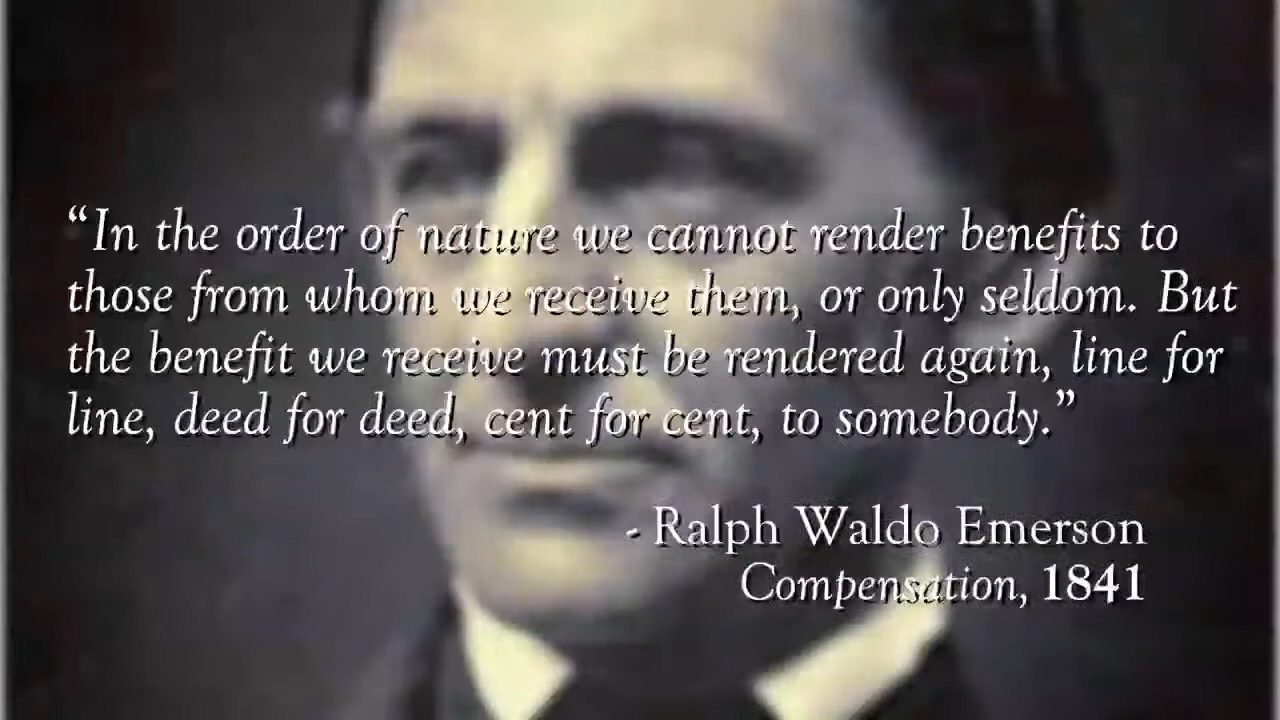 “In the order of nature we cannot render benefits to
those from whom we receive them, or only seldom. But
the benefit we receive must be rendered again, line for
line, deed for deed, cent for cent, to somebody.”
- Ralph Waldo Emerson
Compensation, 1841